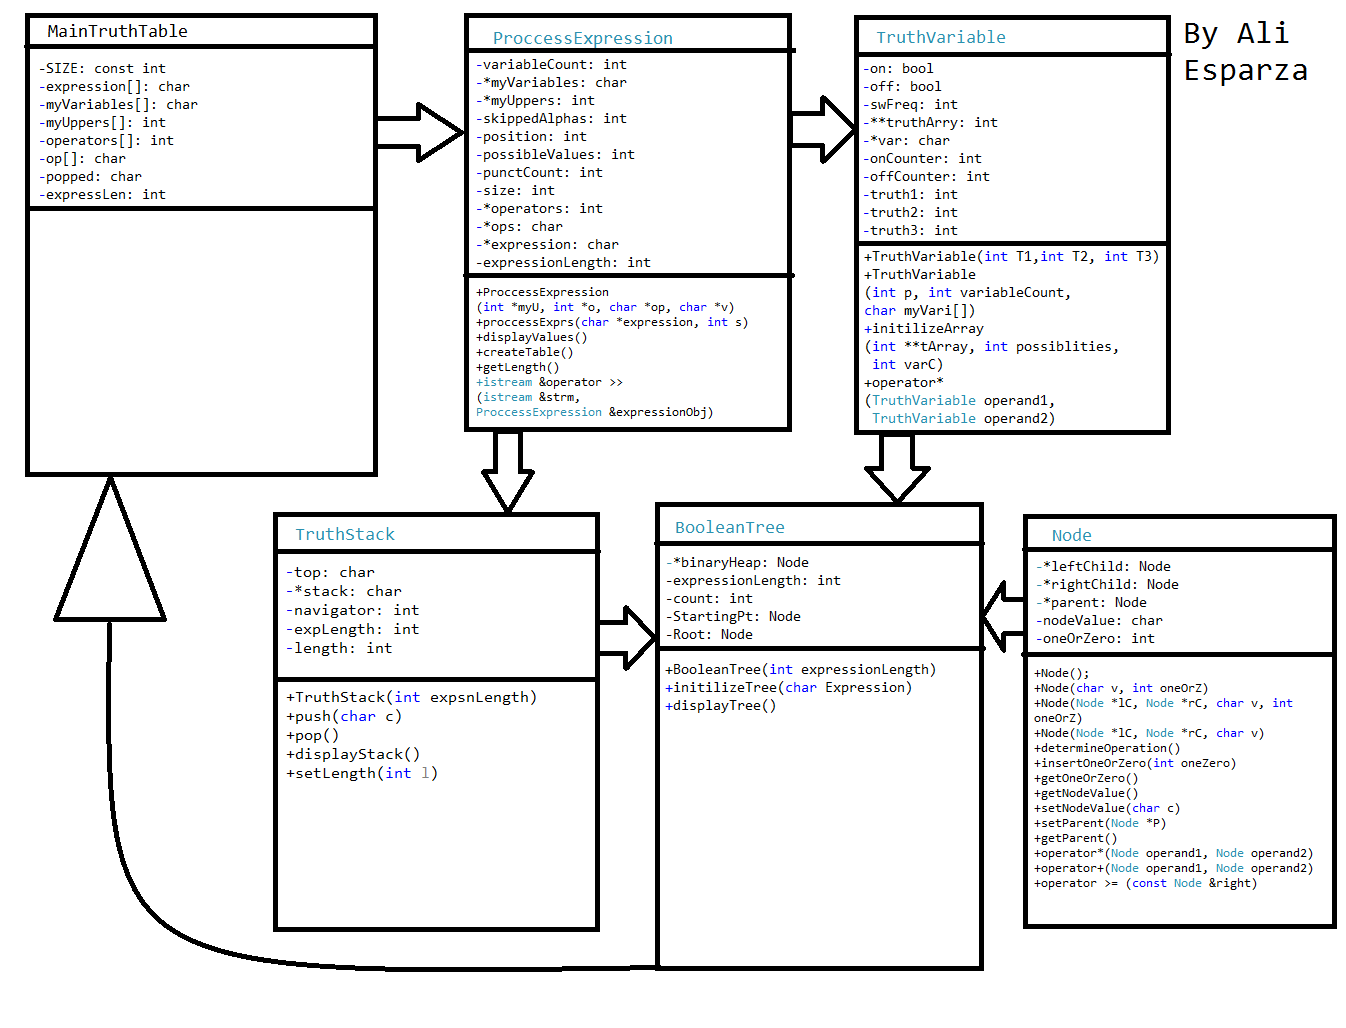 MainTruthTable
-SIZE: const int
-expression[]: char
-myVariables[]: char
-myUppers[]: int
-operators[]: int
-op[]: char
-popped: char
-expressLen: int
ProccessExpression
-variableCount: int
-*myVariables: char
-*myUppers: int
-skippedAlphas: int
-position: int
-possibleValues: int
-punctCount: int
-size: int
-*operators: int
-*ops: char
-*expression: char
-expressionLength: int
+ProccessExpression
(int *myU, int *o, char *op, char *v)
+proccessExprs(char *expression, int s)
+displayValues()
+createTable()
+getLength()
+istream &operator >>
(istream &strm,
ProccessExpression &expressionObj)
TruthVariable
-on: bool
-off: bool
-swFreq: int
-**truthArry: int
-*var: char
-onCounter: int
-offCounter: int
-truth1: int
-truth2: int
-truth3: int
+TruthVariable(int T1,int T2, int T3)
+TruthVariable
(int p, int variableCount,
char myVari[])
+initilizeArray
(int **tArray, int possiblities,
int varC)
+operator*
(TruthVariable operand1,
TruthVariable operand2)
By Ali
Esparza
TruthStack
-top: char
-*stack: char
-navigator: int
-expLength: int
-length: int
+TruthStack(int expsnLength)
+push(char c)
+pop()
+displayStack()
+setLength(int l)
BooleanTree
-*binaryHeap: Node
-expressionLength: int
-count: int
-StartingPt: Node
-Root: Node
+BooleanTree(int expressionLength)
+initilizeTree(char Expression)
+displayTree()
Node
-*leftChild: Node
-*rightChild: Node
-*parent: Node
-nodeValue: char
-oneOrZero: int
+Node();
+Node(char v, int oneOrZ)
+Node(Node *lC, Node *rC, char v, int
oneOrZ)
+Node(Node *lC, Node *rC, char v)
+determineOperation()
+insertOneOrZero(int oneZero)
+getOneOrZero()
+getNodeValue()
+setNodeValue(char c)
+setParent(Node *P)
+getParent()
+operator*(Node operand1, Node operand2)
+operator+(Node operand1, Node operand2)
+operator >= (const Node &right)